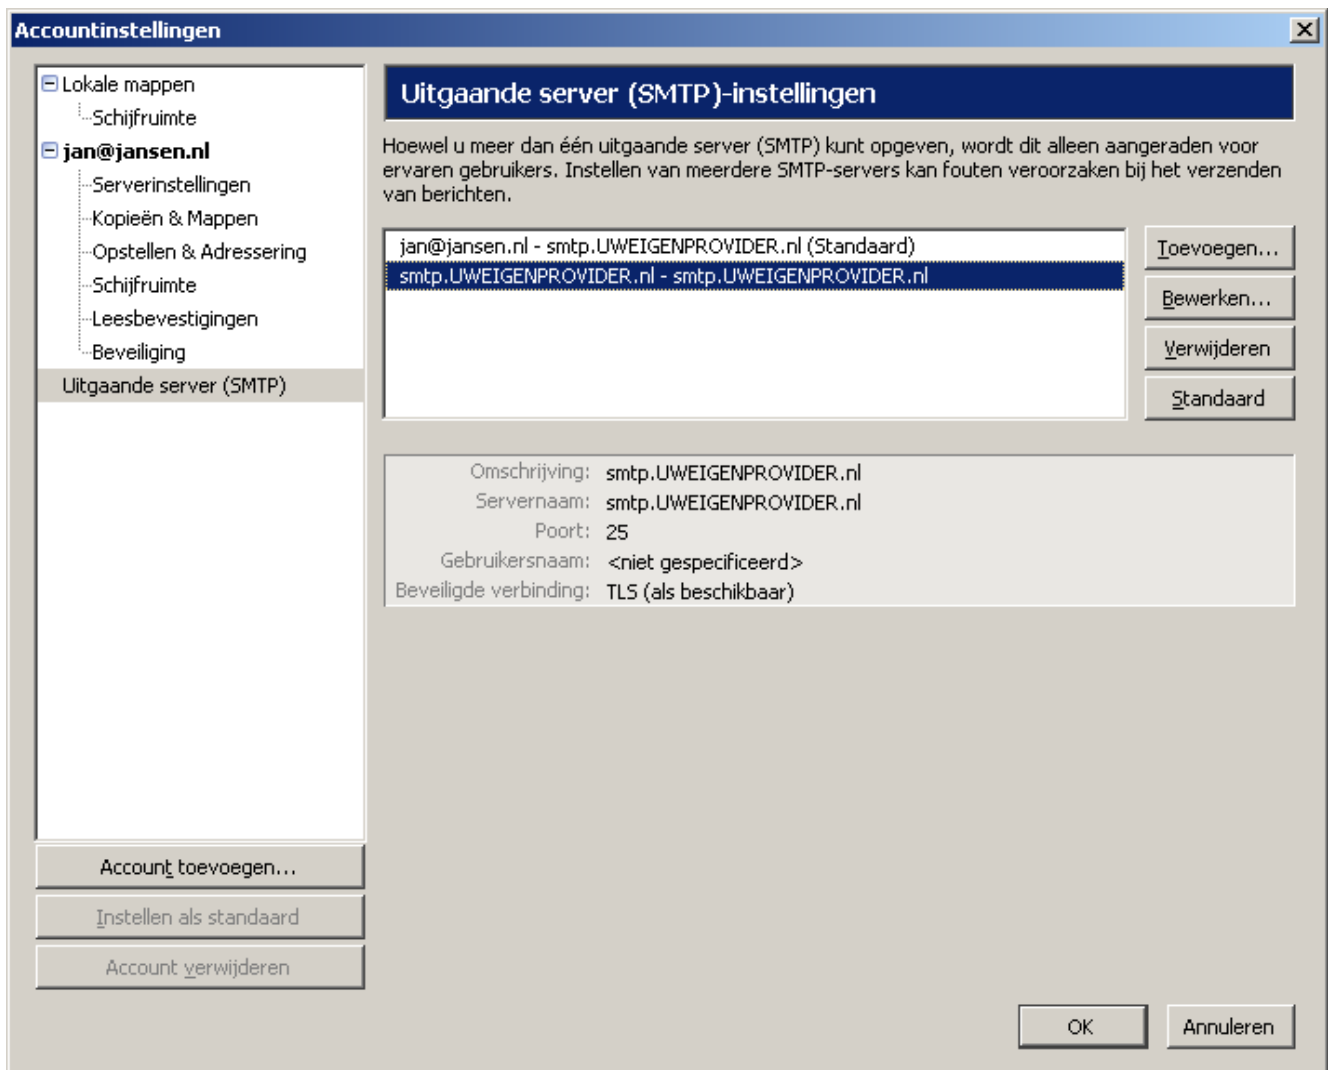 Accountinstellingen
Lokale mappen
Schijfruimte
jan@jansen.nl
Serverinstellingen
Kopieën & Mappen
Opstellen & Adressering
Schijfruimte
Leesbevestigingen
Beveiliging
Uitgaande server (SMTP)
Account toevoegen...
Instellen als standaard
Account verwijderen
Uitgaande server (SMTP)-instellingen
Hoewel u meer dan één uitgaande server (SMTP) kunt opgeven, wordt dit alleen aangeraden voor
ervaren gebruikers. Instellen van meerdere SMTP-servers kan fouten veroorzaken bij het verzenden
van berichten.
jan@jansen.nl - smtp.UWEIGENPROVIDER.nl (Standaard)
smtp.UWEIGENPROVIDER.nl - smtp.UWEIGENPROVIDER.nl
Toevoegen...
Bewerken...
Verwijderen
Standaard
Omschrijving: smtp.UWEIGENPROVIDER.nl
Servernaam: smtp.UWEIGENPROVIDER.nl
Poort: 25
Gebruikersnaam: <niet gespecificeerd>
Beveiligde verbinding: TLS (als beschikbaar)
OK
Annuleren